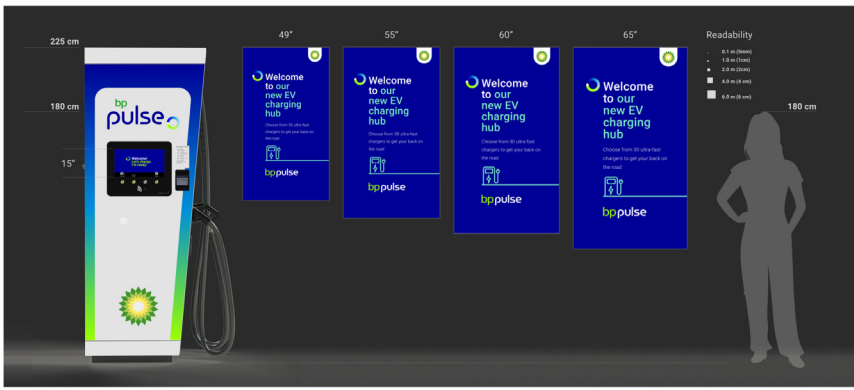 225 cm
180 cm
15”
bp
pulse
Welcome
49”
Welcome
to our
new EV
charging
hub
Choose from 30 ultra-fast
chargers to get your back on
the road
bp pulse
55”
Welcome
to our
new EV
charging
hub
Choose from 30 ultra-fast
chargers to get your back on
the road
bp pulse
60”
Welcome
to our
new EV
charging
hub
Choose from 30 ultra-fast
chargers to get your back on
the road
bp pulse
65”
Welcome
to our
new EV
charging
hub
Choose from 30 ultra-fast
chargers to get your back on
the road
bp pulse
Readability
0.1 m (5mm)
1.0 m (1cm)
2.0 m (2cm)
4.0 m (4 cm)
6.0 m (6 cm)
180 cm